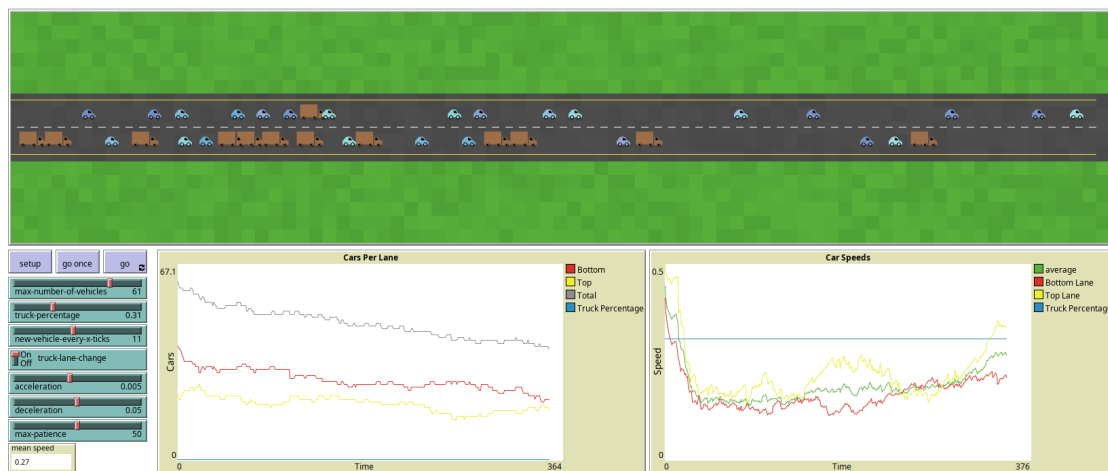 setup
go once
go
max-number-of-vehicles 61
truck-percentage 0.31
new-vehicle-every-x-ticks 11
On
Off
truck-lane-change
acceleration 0.005
deceleration 0.05
max-patience 50
mean speed
0.27
Cars Per Lane
67.1
Cars
0
0
Time
364
Bottom
Top
Total
Truck Percentage
Car Speeds
0.5
Speed
0
0
Time
376
average
Bottom Lane
Top Lane
Truck Percentage